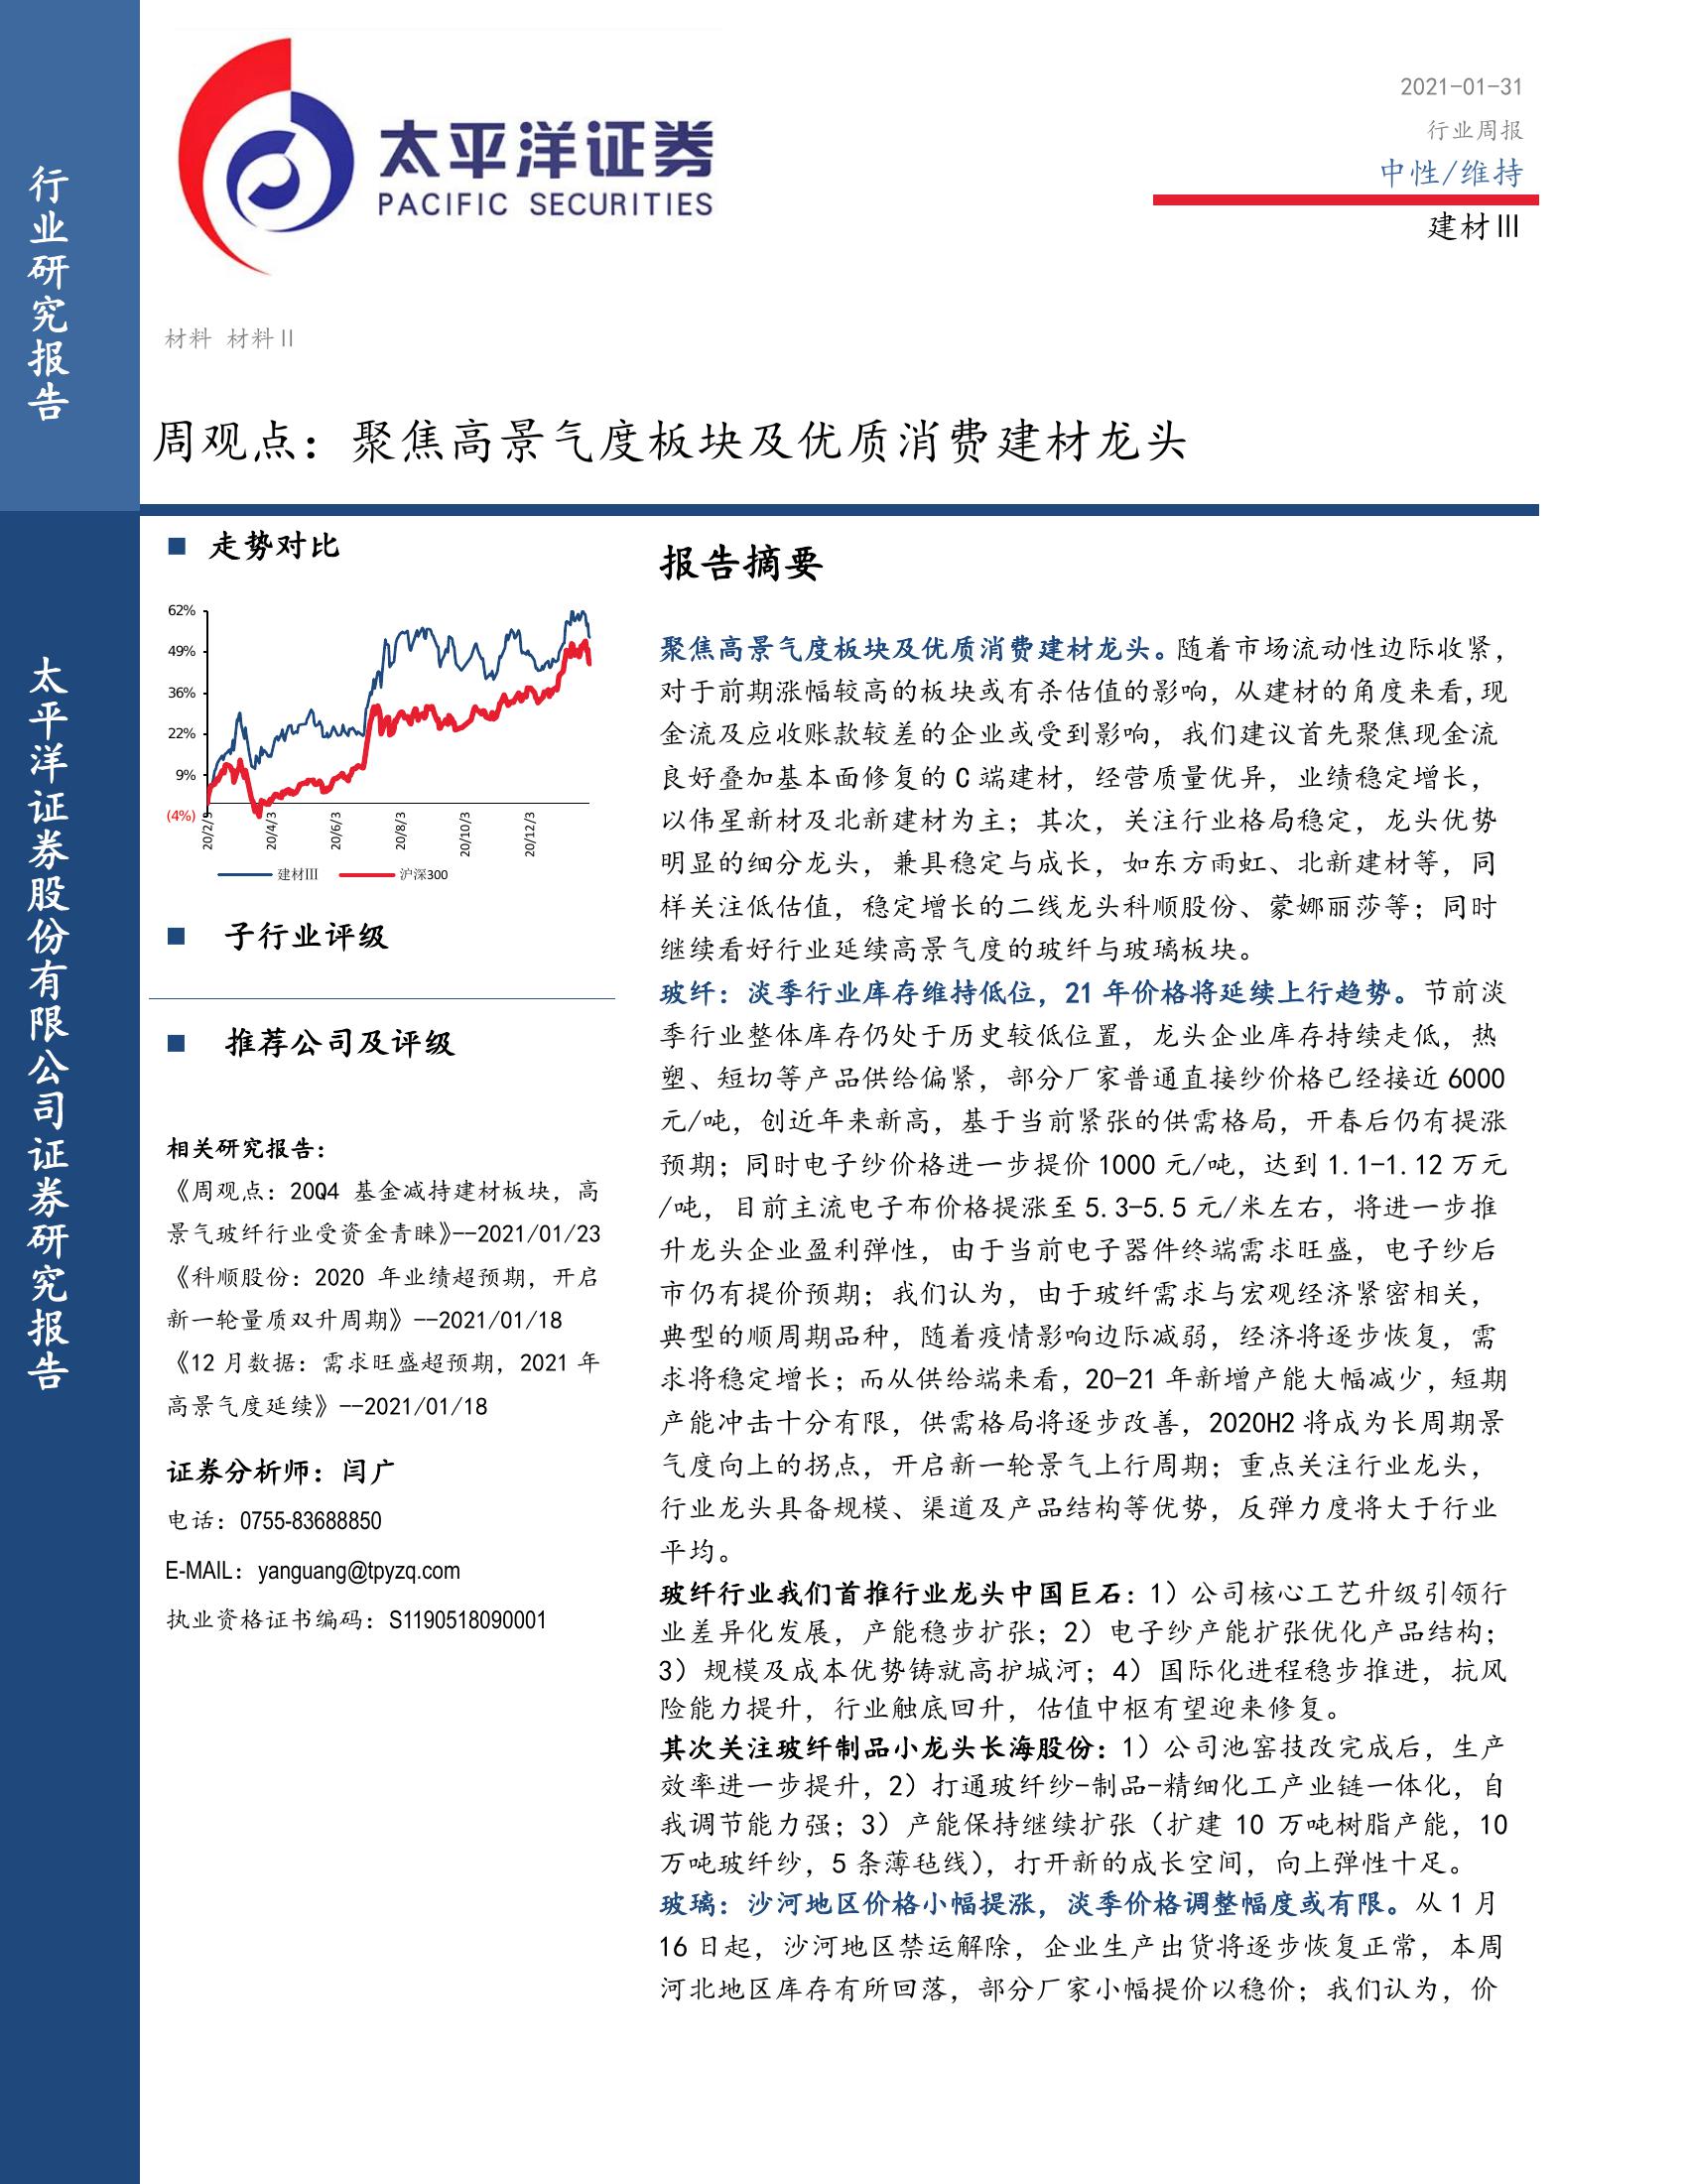 行业研究报告
太平洋证券股份有限公司证券研究报告
太平洋证券
PACIFIC SECURITIES
2021-01-31
行业周报
中性/维持
建材Ⅲ
材料 材料Ⅱ
周观点：聚焦高景气度板块及优质消费建材龙头
■ 走势对比
62%
49%
36%
22%
9%
(4%)
20/2/3
20/4/3
20/6/3
20/8/3
20/10/3
20/12/3
建材Ⅲ 沪深300
■ 子行业评级
■ 推荐公司及评级
相关研究报告：
《周观点：20Q4 基金减持建材板块，高
景气玻纤行业受资金青睐》--2021/01/23
《科顺股份：2020 年业绩超预期，开启
新一轮量质双升周期》--2021/01/18
《12 月数据：需求旺盛超预期，2021 年
高景气度延续》--2021/01/18
证券分析师：闫广
电话：0755-83688850
E-MAIL：yanguang@tpyzq.com
执业资格证书编码：S1190518090001
报告摘要
聚焦高景气度板块及优质消费建材龙头。随着市场流动性边际收紧，
对于前期涨幅较高的板块或有杀估值的影响，从建材的角度来看，现
金流及应收账款较差的企业或受到影响，我们建议首先聚焦现金流
良好叠加基本面修复的 C 端建材，经营质量优异，业绩稳定增长，
以伟星新材及北新建材为主；其次，关注行业格局稳定，龙头优势
明显的细分龙头，兼具稳定与成长，如东方雨虹、北新建材等，同
样关注低估值，稳定增长的二线龙头科顺股份、蒙娜丽莎等；同时
继续看好行业延续高景气度的玻纤与玻璃板块。
玻纤：淡季行业库存维持低位，21 年价格将延续上行趋势。节前淡
季行业整体库存仍处于历史较低位置，龙头企业库存持续走低，热
塑、短切等产品供给偏紧，部分厂家普通直接纱价格已经接近 6000
元/吨，创近年来新高，基于当前紧张的供需格局，开春后仍有提涨
预期；同时电子纱价格进一步提价 1000 元/吨，达到 1.1-1.12 万元
/吨，目前主流电子布价格提涨至 5.3-5.5 元/米左右，将进一步推
升龙头企业盈利弹性，由于当前电子器件终端需求旺盛，电子纱后
市仍有提价预期；我们认为，由于玻纤需求与宏观经济紧密相关，
典型的顺周期品种，随着疫情影响边际减弱，经济将逐步恢复，需
求将稳定增长；而从供给端来看，20-21 年新增产能大幅减少，短期
产能冲击十分有限，供需格局将逐步改善，2020H2 将成为长周期景
气度向上的拐点，开启新一轮景气上行周期；重点关注行业龙头，
行业龙头具备规模、渠道及产品结构等优势，反弹力度将大于行业
平均。
玻纤行业我们首推行业龙头中国巨石：1）公司核心工艺升级引领行
业差异化发展，产能稳步扩张；2）电子纱产能扩张优化产品结构；
3）规模及成本优势铸就高护城河；4）国际化进程稳步推进，抗风
险能力提升，行业触底回升，估值中枢有望迎来修复。
其次关注玻纤制品小龙头长海股份：1）公司池窑技改完成后，生产
效率进一步提升，2）打通玻纤纱-制品-精细化工产业链一体化，自
我调节能力强；3）产能保持继续扩张（扩建 10 万吨树脂产能，10
万吨玻纤纱，5 条薄毡线），打开新的成长空间，向上弹性十足。
玻璃：沙河地区价格小幅提涨，淡季价格调整幅度或有限。从 1 月
16 日起，沙河地区禁运解除，企业生产出货将逐步恢复正常，本周
河北地区库存有所回落，部分厂家小幅提价以稳价；我们认为，价